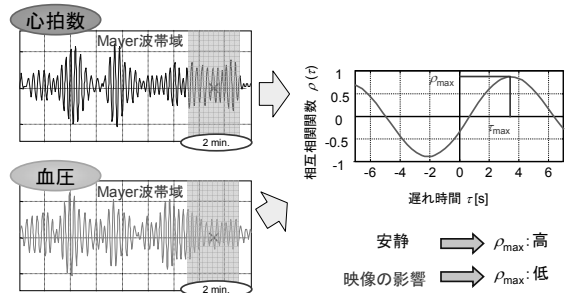 心拍数
Mayer波帯域
2 min.
血圧
Mayer波帯域
2 min.
相互相関関数 ρ(τ)
1
0.5
0
-0.5
-1
ρmax
τmax
-6 -4 -2 0 2 4 6
遅れ時間 τ[s]
安静 ρmax:高
映像の影響 ρmax:低